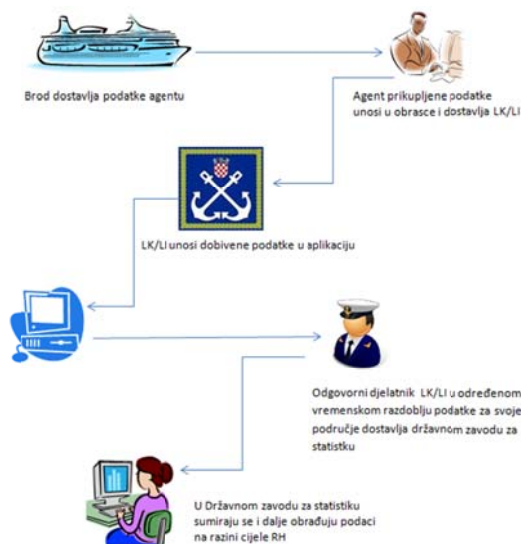 Brod dostavlja podatke agentu
Agent prikupljene podatke
unosi u obrasce i dostavlja LK/LI
LK/LI unosi dobivene podatke u aplikaciju
Odgovorni djelatnik LK/LI u određenom
vremenskom razdoblju podatke za svoje
područje dostavlja državnom zavodu za
statistku
U Državnom zavodu za statistiku
sumiraju se i dalje obrađuju podaci
na razini cijele RH